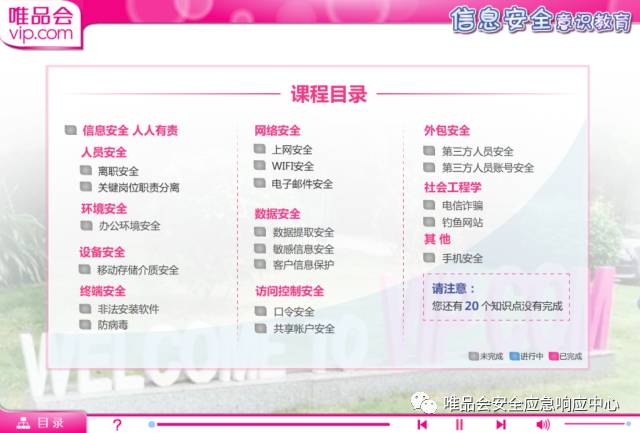 唯品会
vip.com
信息安全意识教育
课程目录
信息安全 人人有责
人员安全
离职安全
关键岗位职责分离
环境安全
办公环境安全
设备安全
移动存储介质安全
终端安全
非法安装软件
防病毒
网络安全
上网安全
WIFI安全
电子邮件安全
数据安全
数据提取安全
敏感信息安全
客户信息保护
访问控制安全
口令安全
共享帐户安全
外包安全
第三方人员安全
第三方人员账号安全
社会工程学
电信诈骗
钓鱼网站
其 他
手机安全
请注意：
您还有 20 个知识点没有完成
未完成 进行中 已完成
WELCOME TO VIP.COM
唯品会安全应急响应中心
目录 ?